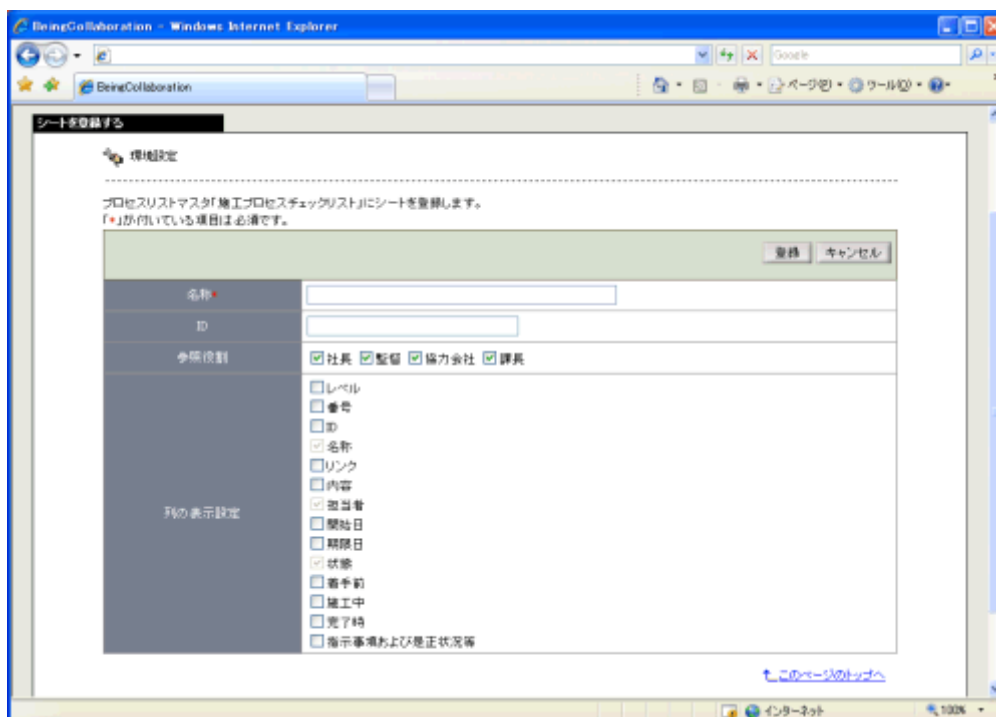 BeingCollaboration - Windows Internet Explorer
Google
BeingCollaboration
ページ(P)
ツール(O)
シートを登録する
環境設定
プロセスリストマスタ「施工プロセスチェックリスト」にシートを登録します。
「*」が付いている項目は必須です。
登録 キャンセル
名称*
ID
参照役割 社長 監督 協力会社 課長
列の表示設定
レベル
番号
ID
名称
リンク
内容
担当者
開始日
期限日
状態
着手前
施工中
完了時
指示事項および是正状況等
このページのトップへ
インターネット 100%